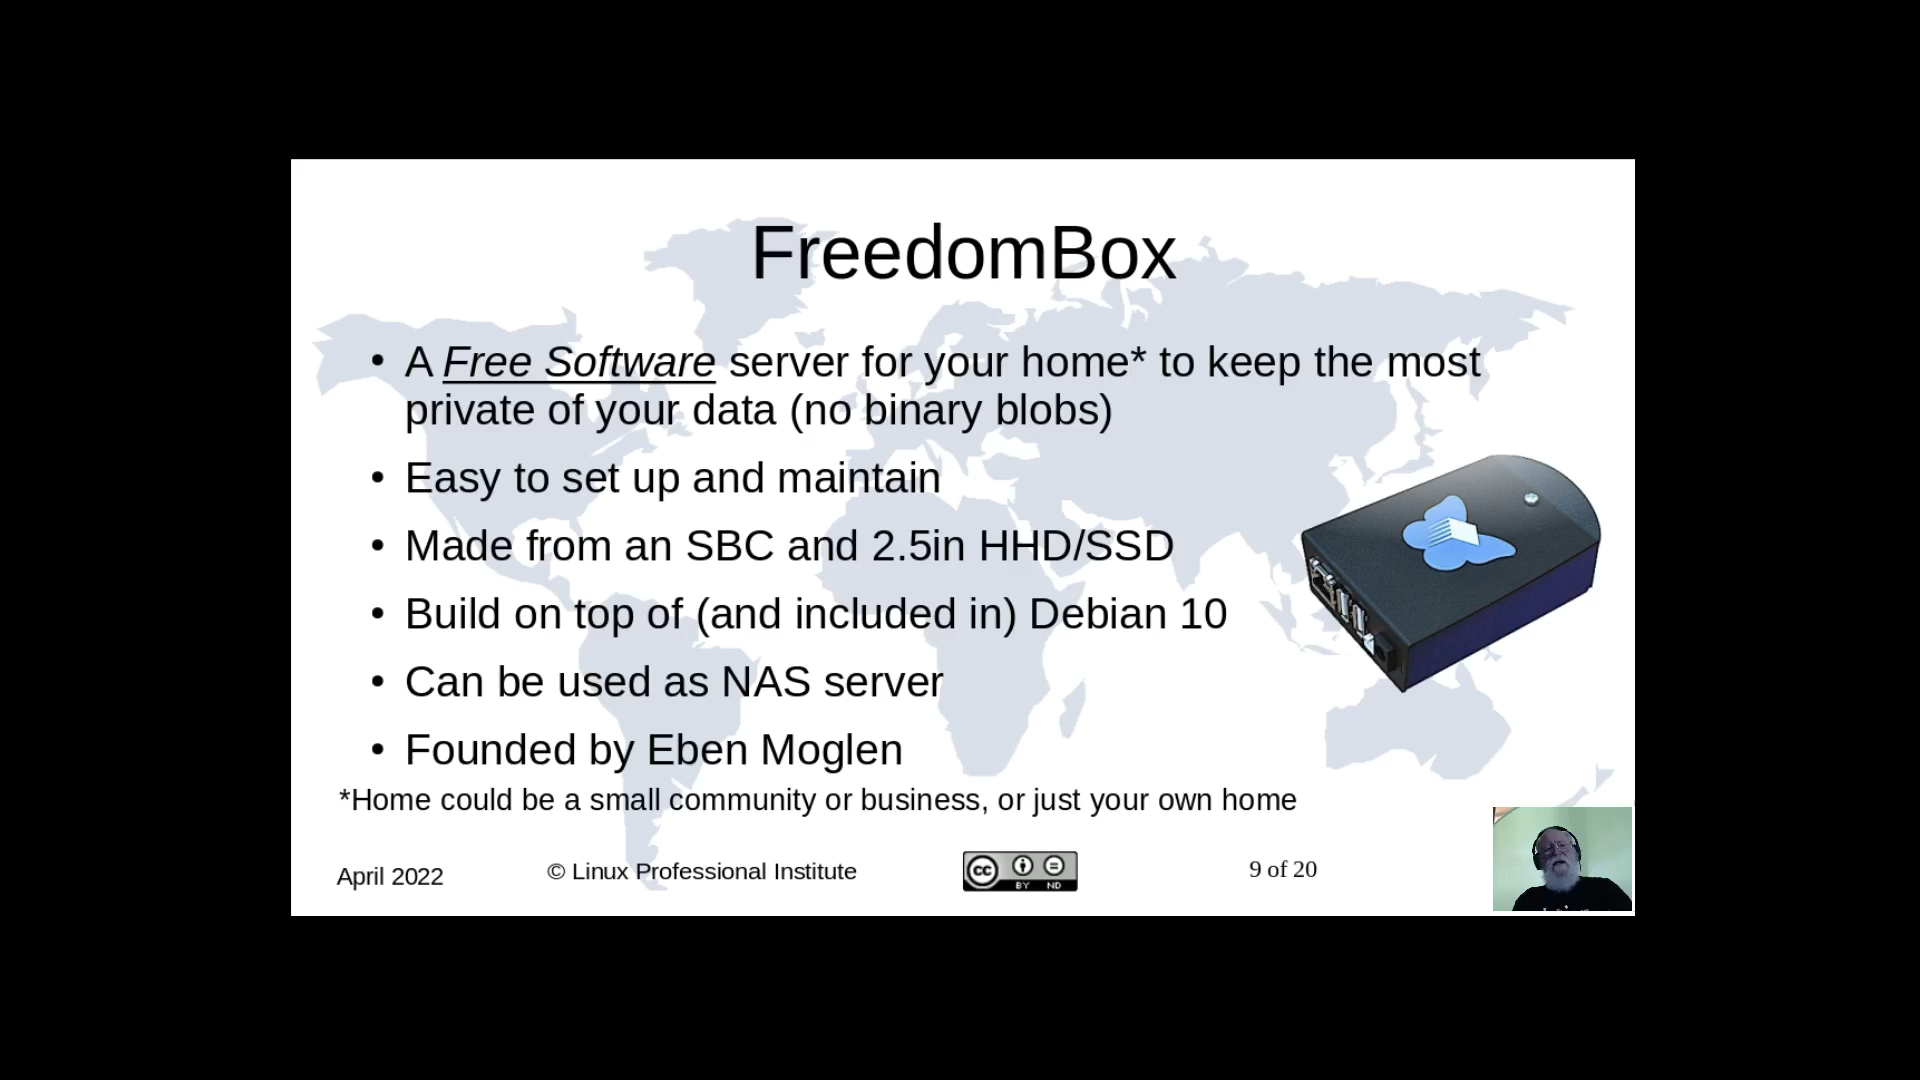 FreedomBox
• A Free Software server for your home* to keep the most
private of your data (no binary blobs)
• Easy to set up and maintain
• Made from an SBC and 2.5in HHD/SSD
• Build on top of (and included in) Debian 10
• Can be used as NAS server
• Founded by Eben Moglen
*Home could be a small community or business, or just your own home
April 2022
© Linux Professional Institute
cc
BY ND
9 of 20